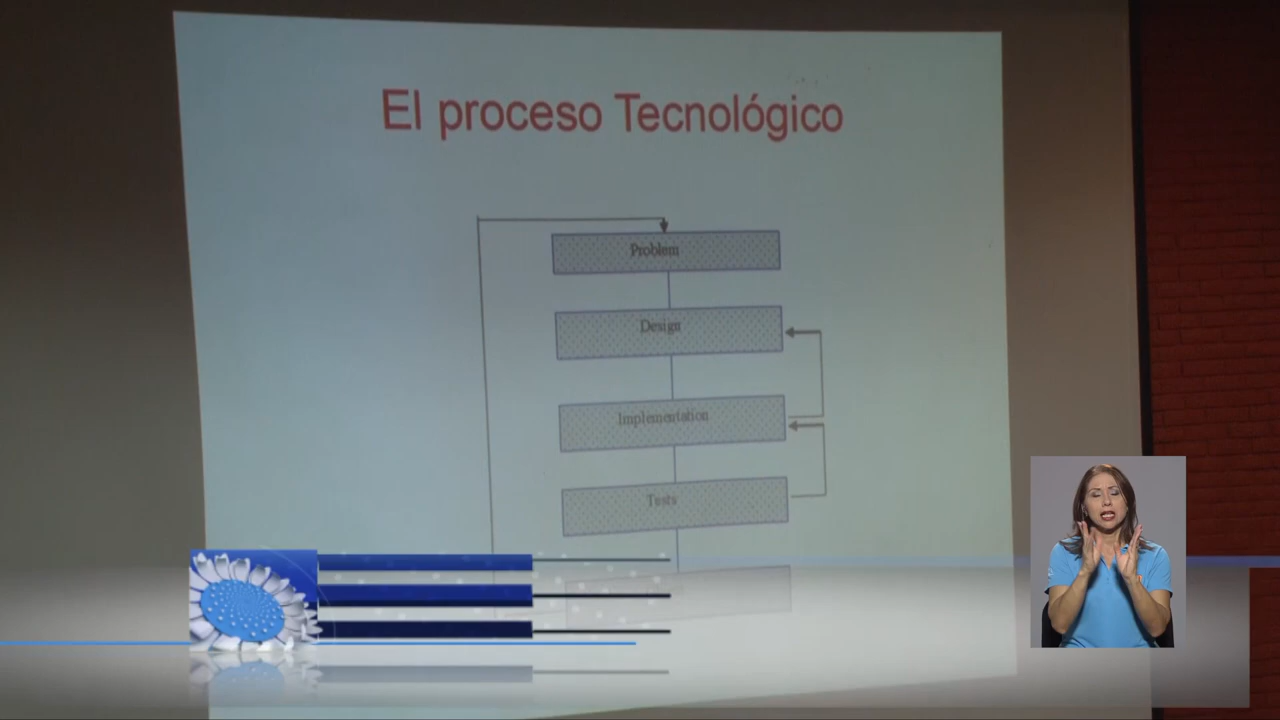 El proceso Tecnológico
Problem
Design
Implementation
Tests